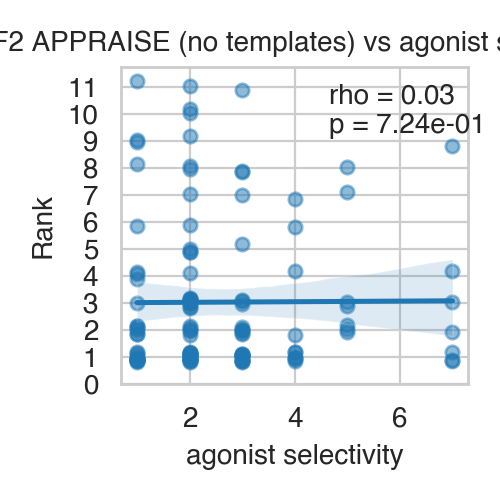 F2 APPRAISE (no templates) vs agonist s
rho = 0.03
p = 7.24e-01
11
10
9
8
7
6
5
4
3
2
1
0
Rank
2 4 6
agonist selectivity